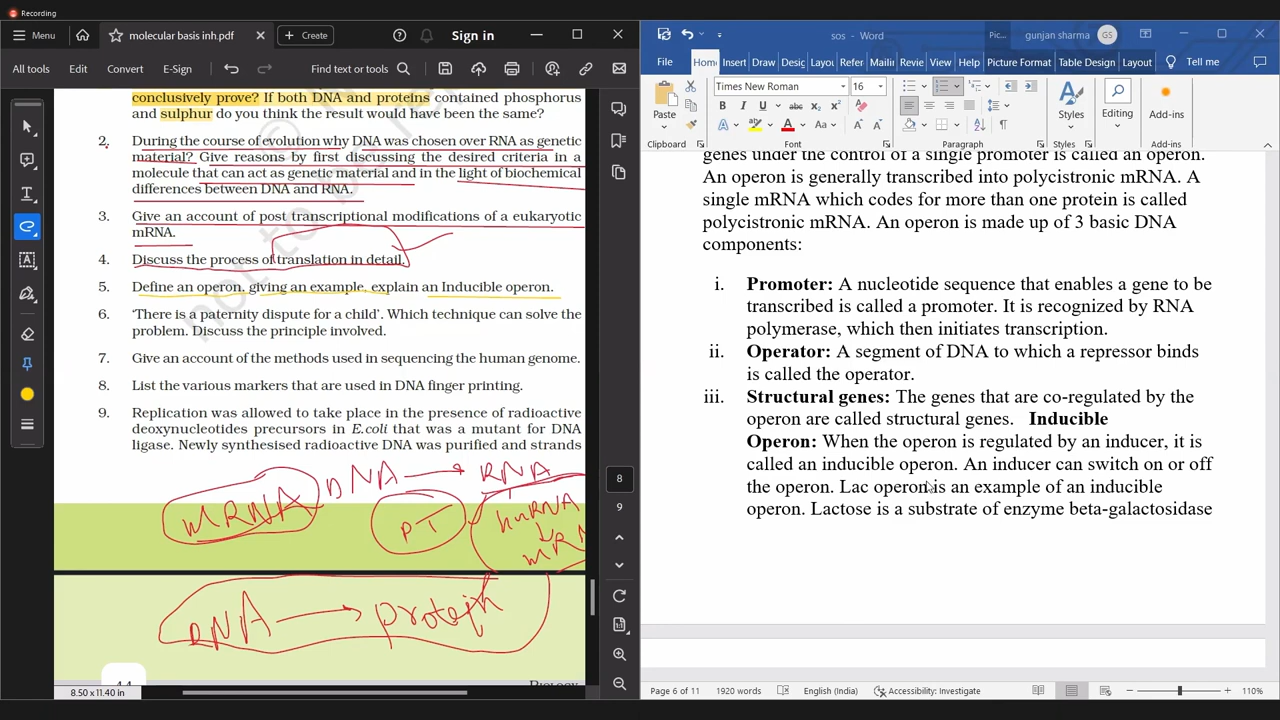 Recording
Menu
molecular basis inh.pdf
Create
Sign in
All tools
Edit
Convert
E-Sign
Find text or tools
conclusively prove? If both DNA and proteins contained phosphorus
and sulphur do you think the result would have been the same?
2. During the course of evolution why DNA was chosen over RNA as genetic
material? Give reasons by first discussing the desired criteria in a
molecule that can act as genetic material and in the light of biochemical
differences between DNA and RNA.
3. Give an account of post transcriptional modifications of a eukaryotic
mRNA.
4. Discuss the process of translation in detail.
5. Define an operon, giving an example, explain an Inducible operon.
6. 'There is a paternity dispute for a child'. Which technique can solve the
problem. Discuss the principle involved.
7. Give an account of the methods used in sequencing the human genome.
8. List the various markers that are used in DNA finger printing.
9. Replication was allowed to take place in the presence of radioactive
deoxynucleotides precursors in E.coli that was a mutant for DNA
ligase. Newly synthesised radioactive DNA was purified and strands
DNA → RNA
mRNA
PT
hnRNA
mRN
RNA → protein
not to be
8
9
8.50 x 11.40 in
sos - Word
Pic...
gunjan sharma
GS
File
Home
Insert
Draw
Desig
Layou
Refer
Mailin
Review
View
Help
Picture Format
Table Design
Layout
Tell me
Paste
Times New Roman
16
B I U abc x₂ x²
Styles
Editing
Add-ins
Clipboard
Font
Paragraph
Styles
Add-ins
genes under the control of a single promoter is called an operon.
An operon is generally transcribed into polycistronic mRNA. A
single mRNA which codes for more than one protein is called
polycistronic mRNA. An operon is made up of 3 basic DNA
components:
i. Promoter: A nucleotide sequence that enables a gene to be
transcribed is called a promoter. It is recognized by RNA
polymerase, which then initiates transcription.
ii. Operator: A segment of DNA to which a repressor binds
is called the operator.
iii. Structural genes: The genes that are co-regulated by the
operon are called structural genes. Inducible
Operon: When the operon is regulated by an inducer, it is
called an inducible operon. An inducer can switch on or off
the operon. Lac operon is an example of an inducible
operon. Lactose is a substrate of enzyme beta-galactosidase
Page 6 of 11
1920 words
English (India)
Accessibility: Investigate
110%